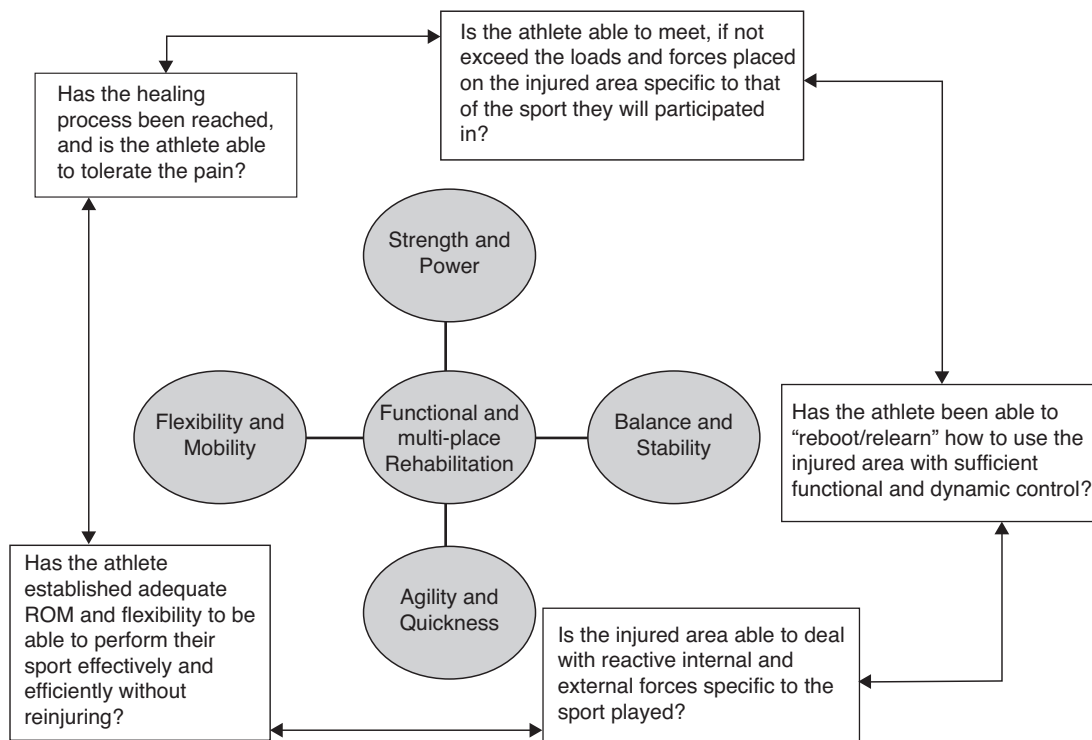 Is the athlete able to meet, if not
exceed the loads and forces placed
on the injured area specific to that
of the sport they will participated
in?
Has the healing
process been reached,
and is the athlete able
to tolerate the pain?
Strength and
Power
Flexibility and
Mobility
Functional and
multi-place
Rehabilitation
Balance and
Stability
Has the athlete been able to
“reboot/relearn” how to use the
injured area with sufficient
functional and dynamic control?
Has the athlete
established adequate
ROM and flexibility to be
able to perform their
sport effectively and
efficiently without
reinjuring?
Agility and
Quickness
Is the injured area able to deal
with reactive internal and
external forces specific to the
sport played?